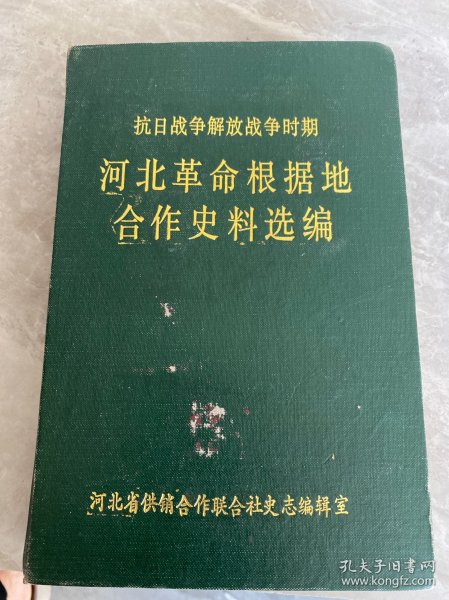 抗日战争解放战争时期
河北革命根据地
合作史料选编
河北省供销合作联合社史志编辑室
孔夫子旧书网
www.kongfz.com